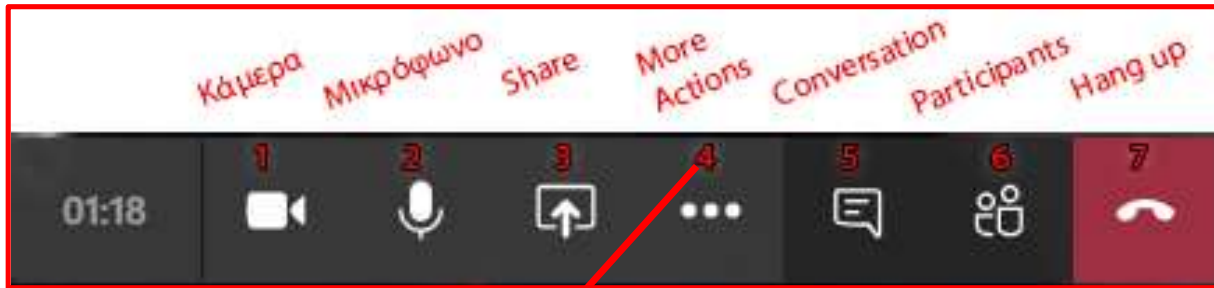 Κάμερα
Μικρόφωνο
Share
More
Actions
Conversation
Participants
Hang up
1 2 3 4 5 6 7
01:18